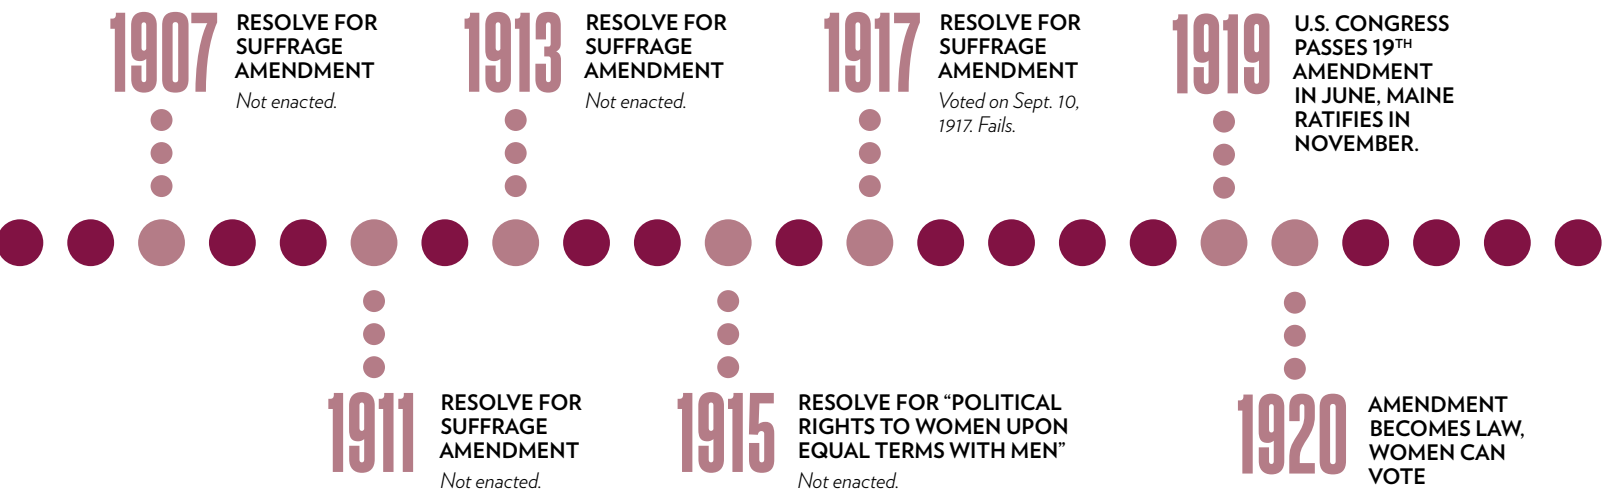 1907
RESOLVE FOR
SUFFRAGE
AMENDMENT
Not enacted.
1913
RESOLVE FOR
SUFFRAGE
AMENDMENT
Not enacted.
1917
RESOLVE FOR
SUFFRAGE
AMENDMENT
Voted on Sept. 10,
1917. Fails.
1919
U.S. CONGRESS
PASSES 19TH
AMENDMENT
IN JUNE, MAINE
RATIFIES IN
NOVEMBER.
1911
RESOLVE FOR
SUFFRAGE
AMENDMENT
Not enacted.
1915
RESOLVE FOR “POLITICAL
RIGHTS TO WOMEN UPON
EQUAL TERMS WITH MEN”
Not enacted.
1920
AMENDMENT
BECOMES LAW,
WOMEN CAN
VOTE